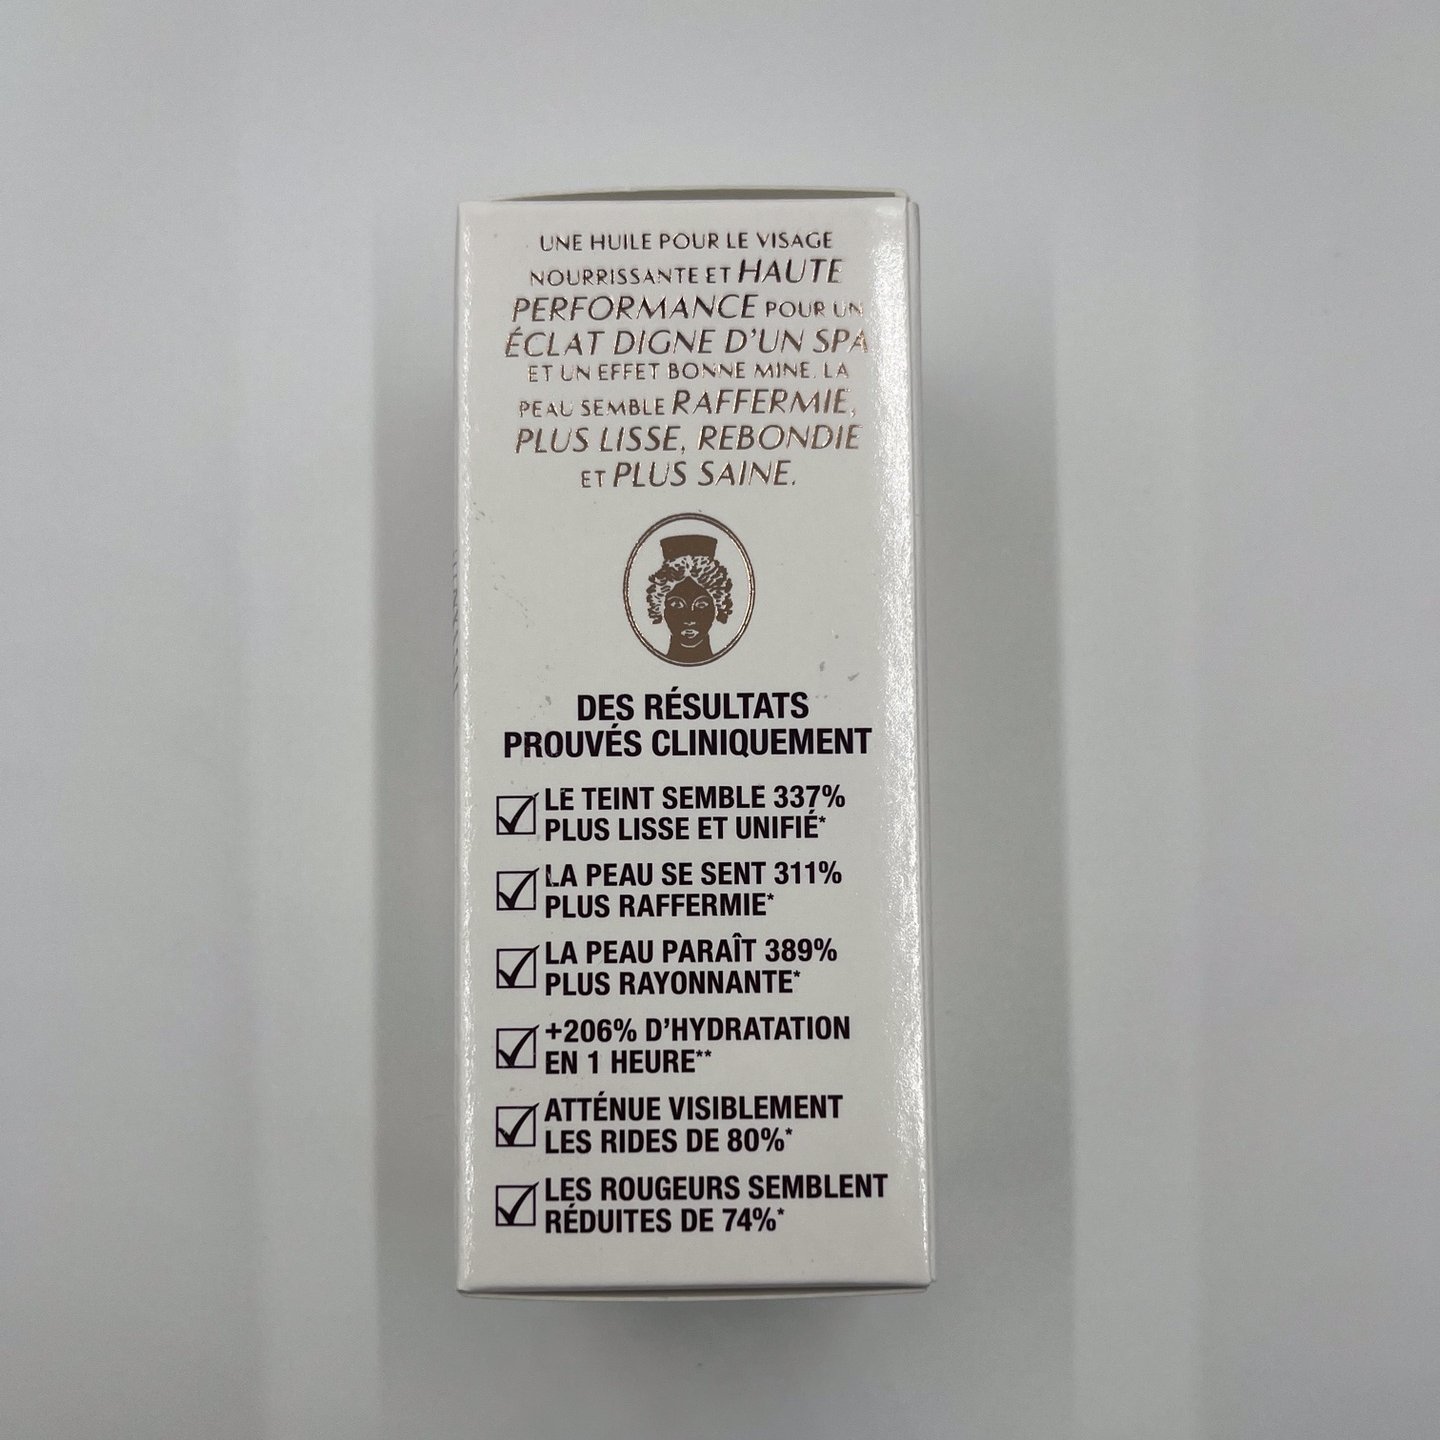 UNE HUILE POUR LE VISAGE
NOURRISSANTE ET HAUTE
PERFORMANCE POUR UN
ÉCLAT DIGNE D'UN SPA
ET UN EFFET BONNE MINE. LA
PEAU SEMBLE RAFFERMIE,
PLUS LISSE, REBONDIE
ET PLUS SAINE.
DES RÉSULTATS
PROUVÉS CLINIQUEMENT
LE TEINT SEMBLE 337%
PLUS LISSE ET UNIFIÉ*
LA PEAU SE SENT 311%
PLUS RAFFERMIE*
LA PEAU PARAÎT 389%
PLUS RAYONNANTE*
+206% D'HYDRATATION
EN 1 HEURE**
ATTÉNUE VISIBLEMENT
LES RIDES DE 80%*
LES ROUGEURS SEMBLENT
RÉDUITES DE 74%*